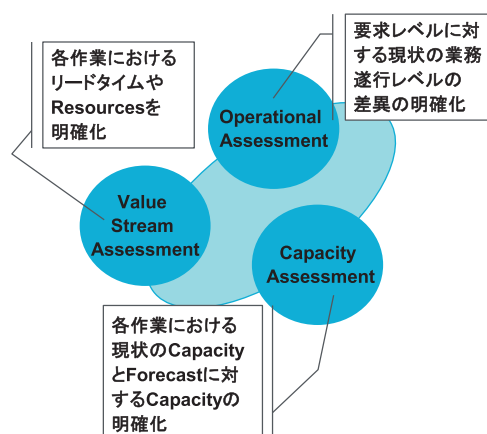 各作業における
リードタイムや
Resourcesを
明確化
要求レベルに対
する現状の業務
遂行レベルの
差異の明確化
Operational
Assessment
Value
Stream
Assessment
Capacity
Assessment
各作業における
現状のCapacity
とForecastに対
するCapacityの
明確化